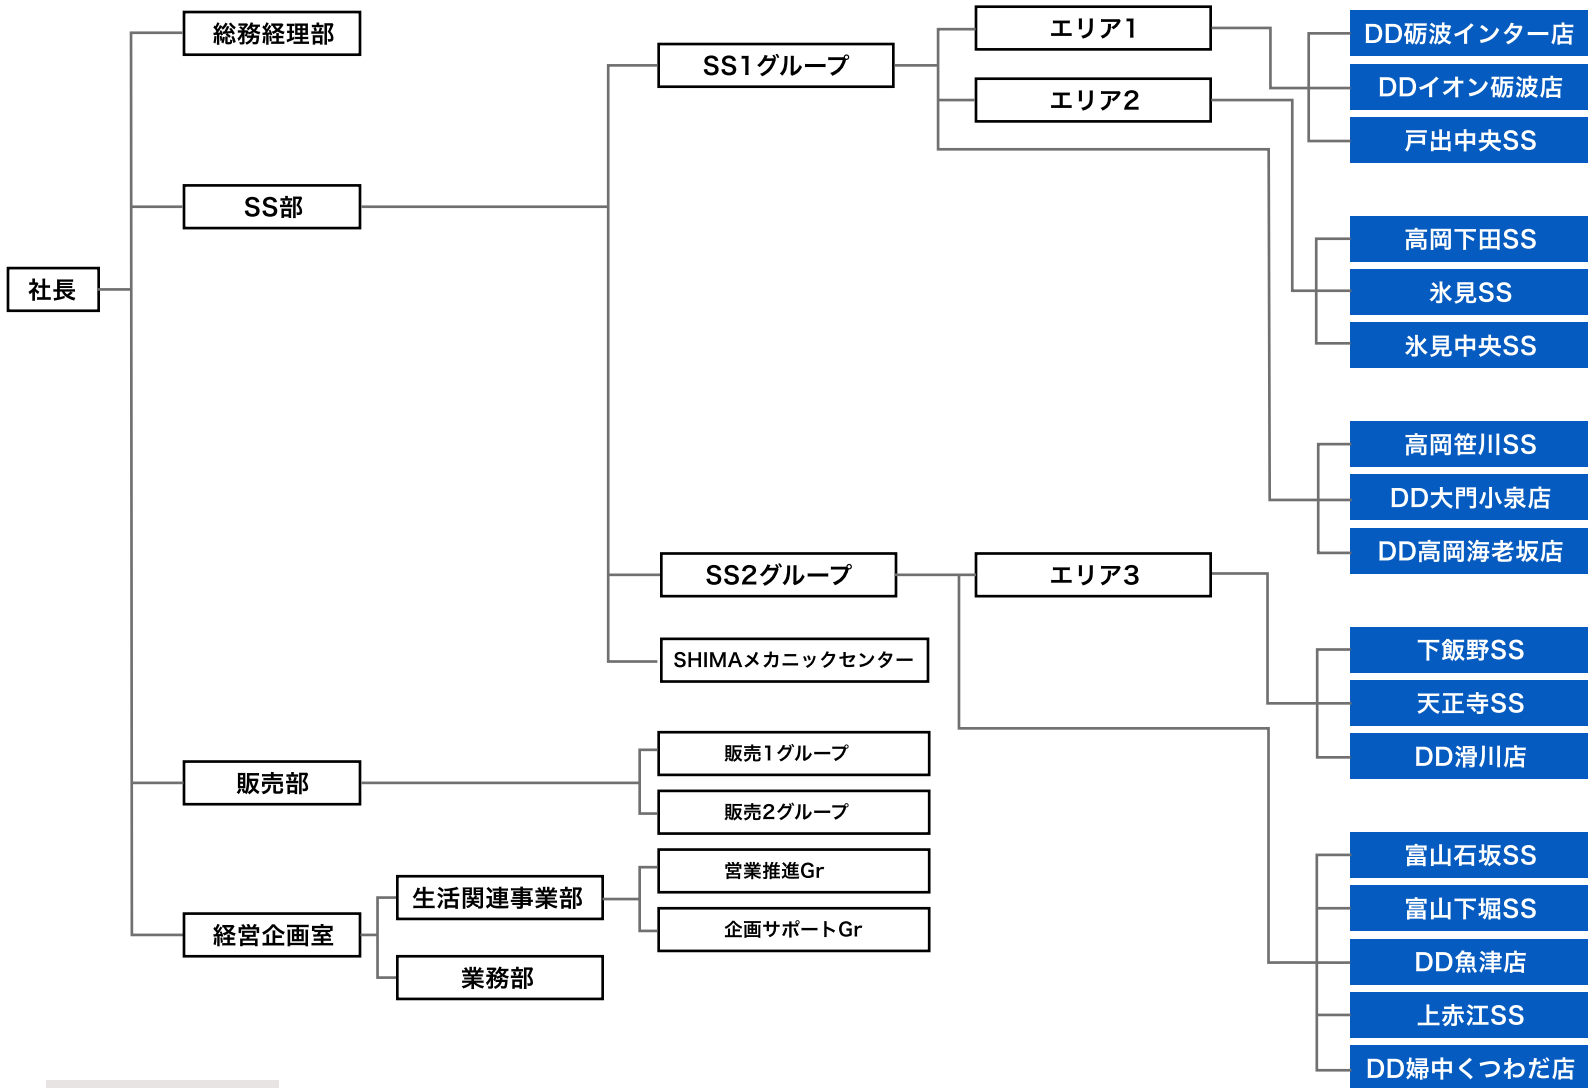 社長
総務経理部
SS部
販売部
経営企画室
生活関連事業部
業務部
SS1グループ
SS2グループ
SHIMAメカニックセンター
販売1グループ
販売2グループ
営業推進Gr
企画サポートGr
エリア1
エリア2
エリア3
DD砺波インター店
DDイオン砺波店
戸出中央SS
高岡下田SS
氷見SS
氷見中央SS
高岡笹川SS
DD大門小泉店
DD高岡海老坂店
下飯野SS
天正寺SS
DD滑川店
富山石坂SS
富山下堀SS
DD魚津店
上赤江SS
DD婦中くつわだ店